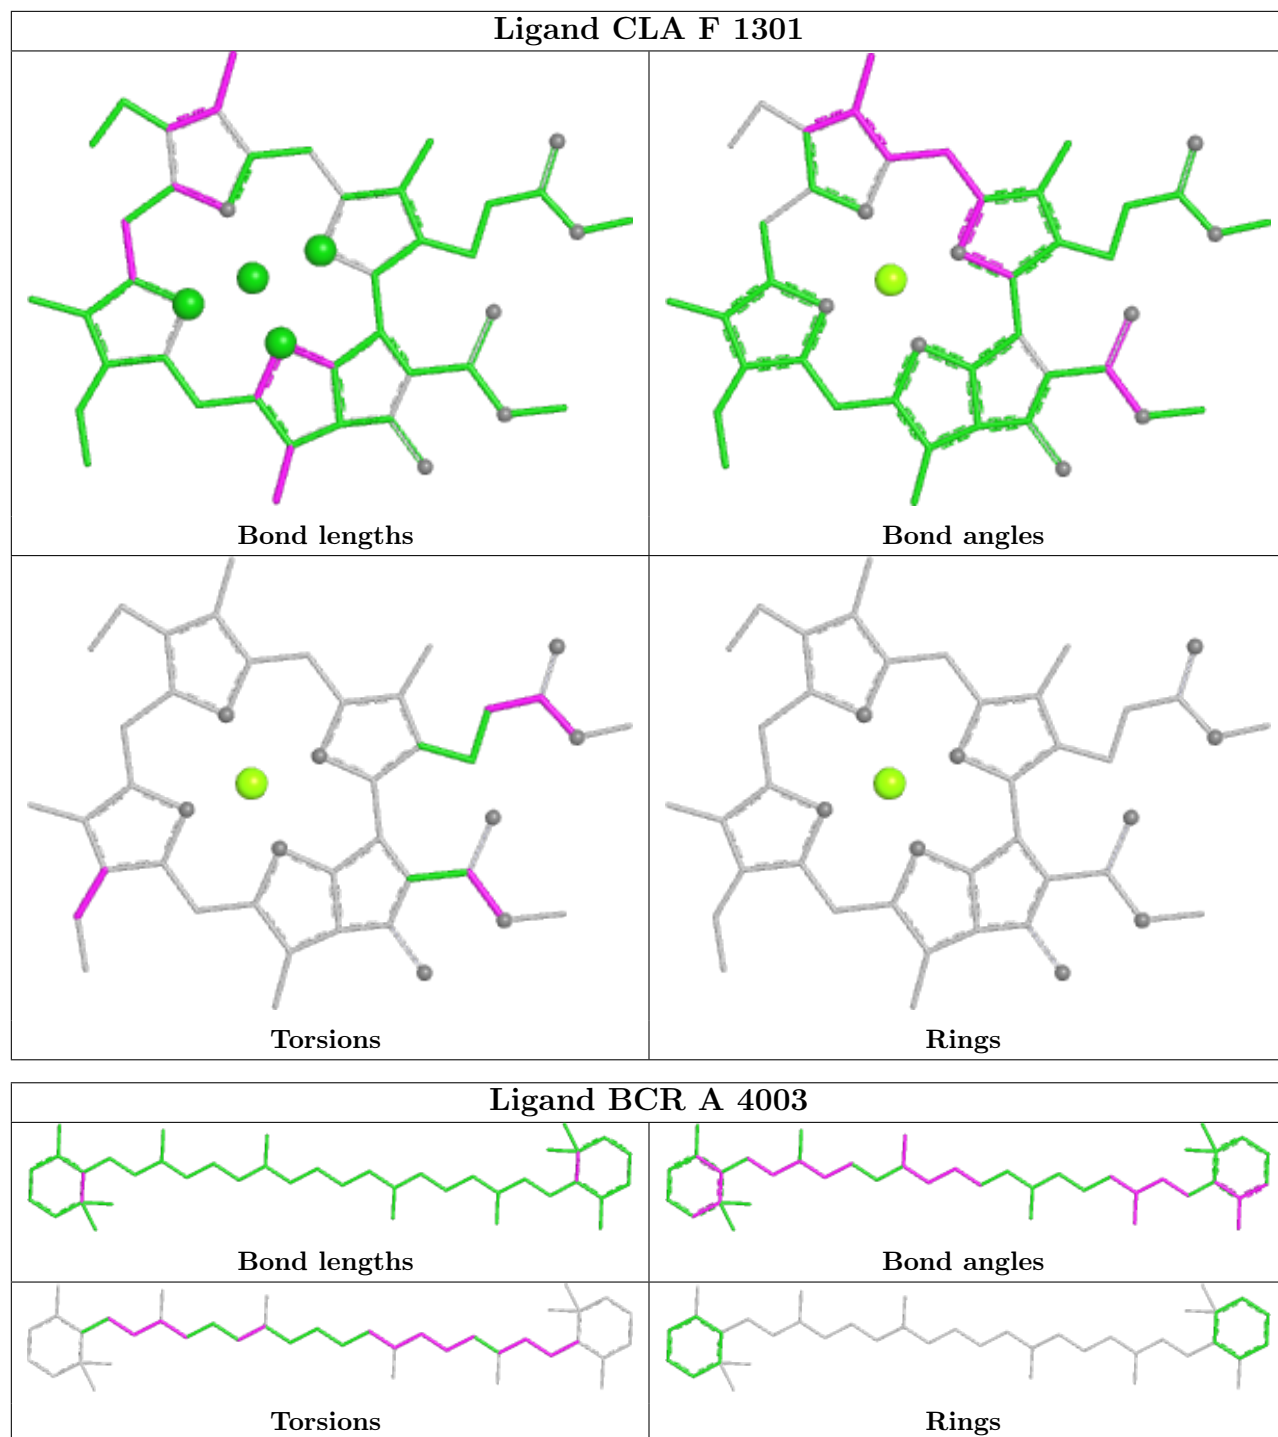 Ligand CLA F 1301
Bond lengths
Bond angles
Torsions
Rings
Ligand BCR A 4003
Bond lengths
Bond angles
Torsions
Rings